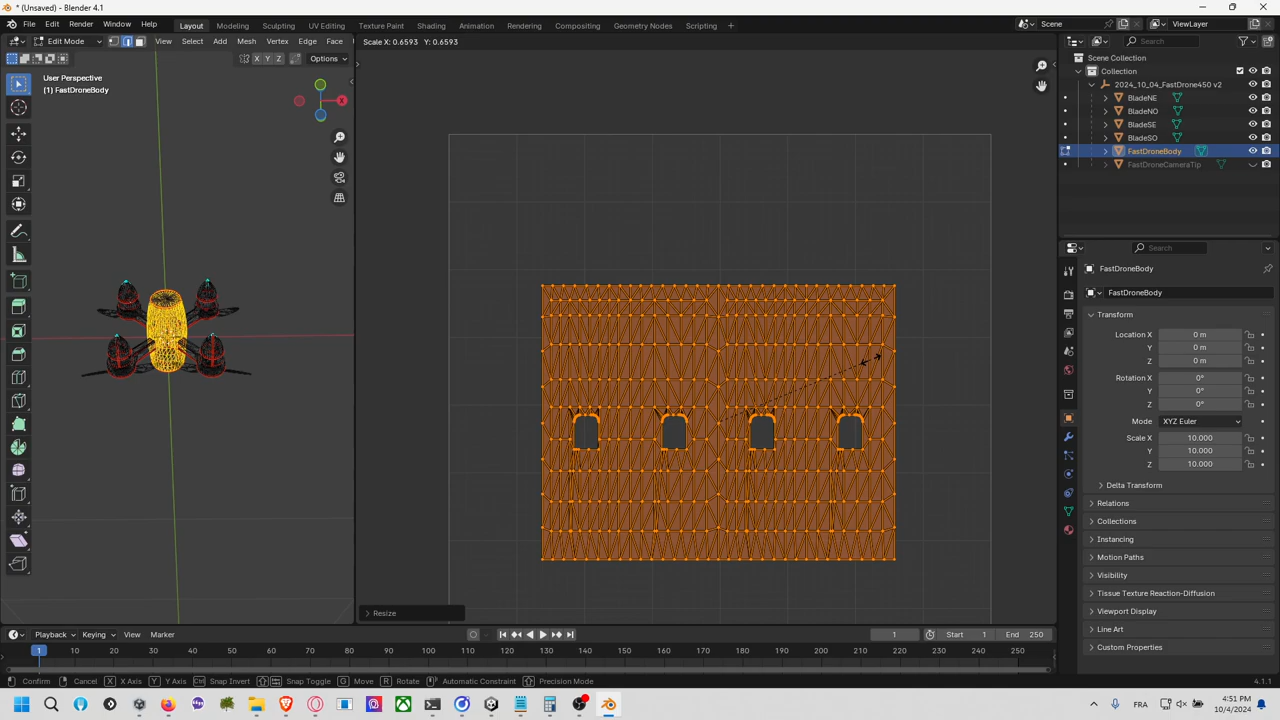 * (Unsaved) - Blender 4.1
File Edit Render Window Help Layout Modeling Sculpting UV Editing Texture Paint Shading Animation Rendering Compositing Geometry Nodes Scripting + Scene ViewLayer
Edit Mode View Select Add Mesh Vertex Edge Face
Scale X: 0.6593 Y: 0.6593
X Y Z Options
User Perspective
(1) FastDroneBody
X
Resize
Search
Scene Collection
Collection
2024_10_04_FastDrone450 v2
BladeNE
BladeNO
BladeSE
BladeSO
FastDroneBody
FastDroneCameraTip
Search
FastDroneBody
FastDroneBody
Transform
Location X 0 m
Y 0 m
Z 0 m
Rotation X 0°
Y 0°
Z 0°
Mode XYZ Euler
Scale X 10.000
Y 10.000
Z 10.000
Delta Transform
Relations
Collections
Instancing
Motion Paths
Visibility
Tissue Texture Reaction-Diffusion
Viewport Display
Line Art
Custom Properties
Playback Keying View Marker 1 Start 1 End 250
1 10 20 30 40 50 60 70 80 90 100 110 120 130 140 150 160 170 180 190 200 210 220 230 240 250
Confirm Cancel X X Axis Y Y Axis Snap Invert Snap Toggle G Move R Rotate Automatic Constraint Precision Mode 4.1.1
FRA 4:51 PM
10/4/2024